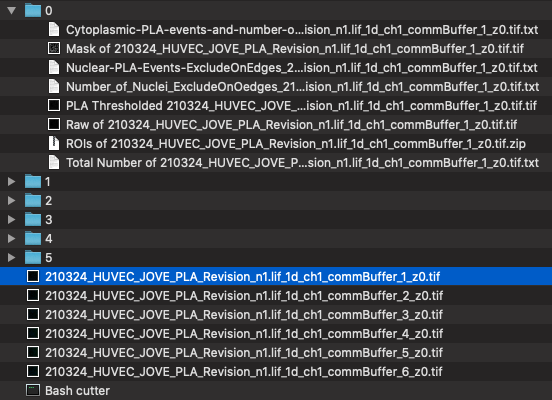 0
Cytoplasmic-PLA-events-and-number-o...ision_n1.lif_1d_ch1_commBuffer_1_z0.tif.txt
Mask of 210324_HUVEC_JOVE_PLA_Revision_n1.lif_1d_ch1_commBuffer_1_z0.tif.tif
Nuclear-PLA-Events-ExcludeOnEdges_2...ision_n1.lif_1d_ch1_commBuffer_1_z0.tif.txt
Number_of_Nuclei_ExcludeOnOedges_21...ision_n1.lif_1d_ch1_commBuffer_1_z0.tif.txt
PLA Thresholded 210324_HUVEC_JOVE_...ision_n1.lif_1d_ch1_commBuffer_1_z0.tif.tif
Raw of 210324_HUVEC_JOVE_PLA_Revision_n1.lif_1d_ch1_commBuffer_1_z0.tif.tif
ROIs of 210324_HUVEC_JOVE_PLA_Revision_n1.lif_1d_ch1_commBuffer_1_z0.tif.zip
Total Number of 210324_HUVEC_JOVE_P...sion_n1.lif_1d_ch1_commBuffer_1_z0.tif.txt
1
2
3
4
5
210324_HUVEC_JOVE_PLA_Revision_n1.lif_1d_ch1_commBuffer_1_z0.tif
210324_HUVEC_JOVE_PLA_Revision_n1.lif_1d_ch1_commBuffer_2_z0.tif
210324_HUVEC_JOVE_PLA_Revision_n1.lif_1d_ch1_commBuffer_3_z0.tif
210324_HUVEC_JOVE_PLA_Revision_n1.lif_1d_ch1_commBuffer_4_z0.tif
210324_HUVEC_JOVE_PLA_Revision_n1.lif_1d_ch1_commBuffer_5_z0.tif
210324_HUVEC_JOVE_PLA_Revision_n1.lif_1d_ch1_commBuffer_6_z0.tif
Bash cutter